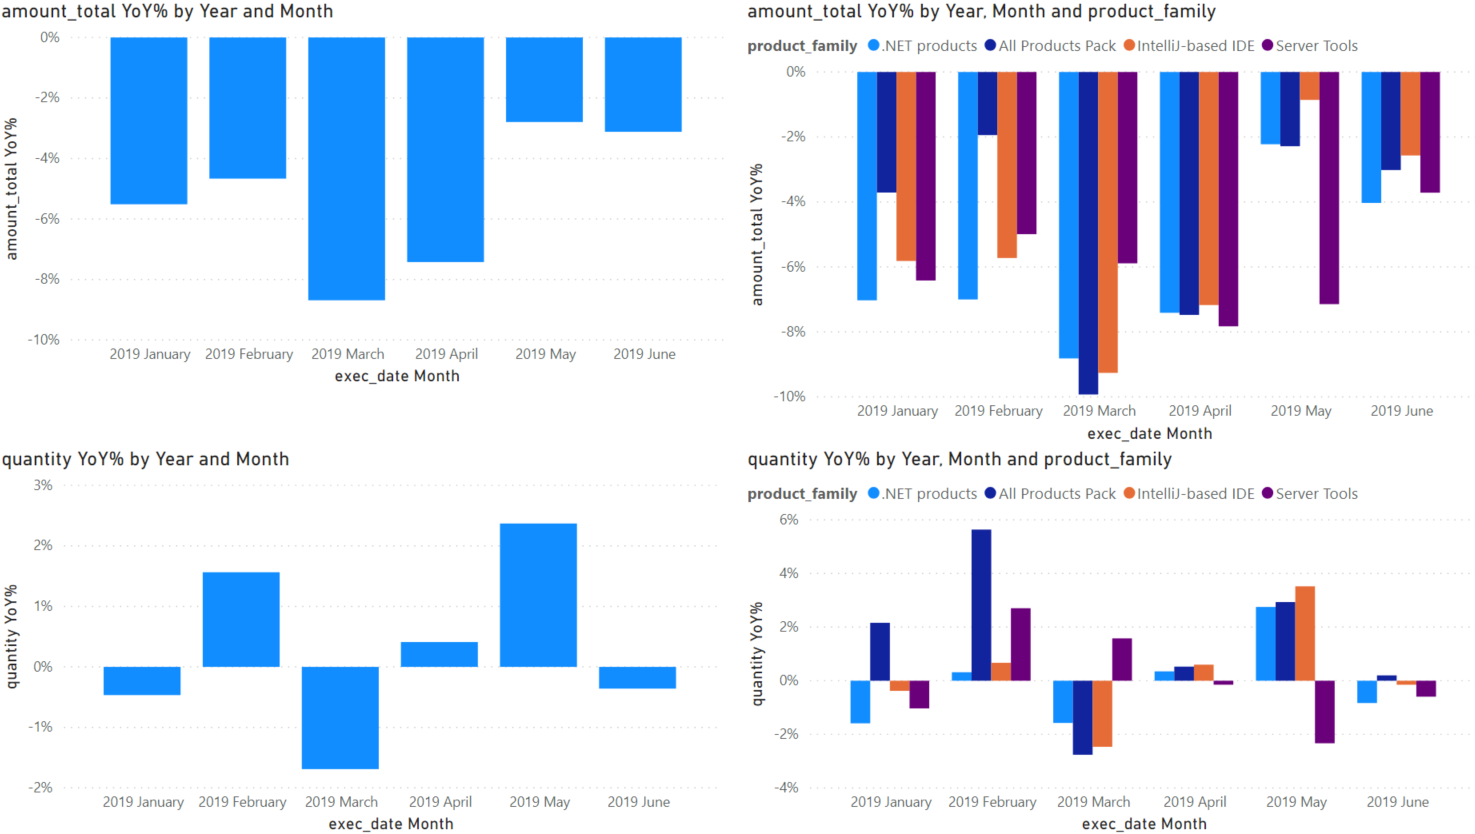 amount_total YoY% by Year and Month
0%
-2%
-4%
-6%
-8%
-10%
amount_total YoY%
2019 January 2019 February 2019 March 2019 April 2019 May 2019 June
exec_date Month
amount_total YoY% by Year, Month and product_family
product_family .NET products All Products Pack IntelliJ-based IDE Server Tools
0%
-2%
-4%
-6%
-8%
-10%
amount_total YoY%
2019 January 2019 February 2019 March 2019 April 2019 May 2019 June
exec_date Month
quantity YoY% by Year and Month
3%
2%
1%
0%
-1%
-2%
quantity YoY%
2019 January 2019 February 2019 March 2019 April 2019 May 2019 June
exec_date Month
quantity YoY% by Year, Month and product_family
product_family .NET products All Products Pack IntelliJ-based IDE Server Tools
6%
4%
2%
0%
-2%
-4%
quantity YoY%
2019 January 2019 February 2019 March 2019 April 2019 May 2019 June
exec_date Month